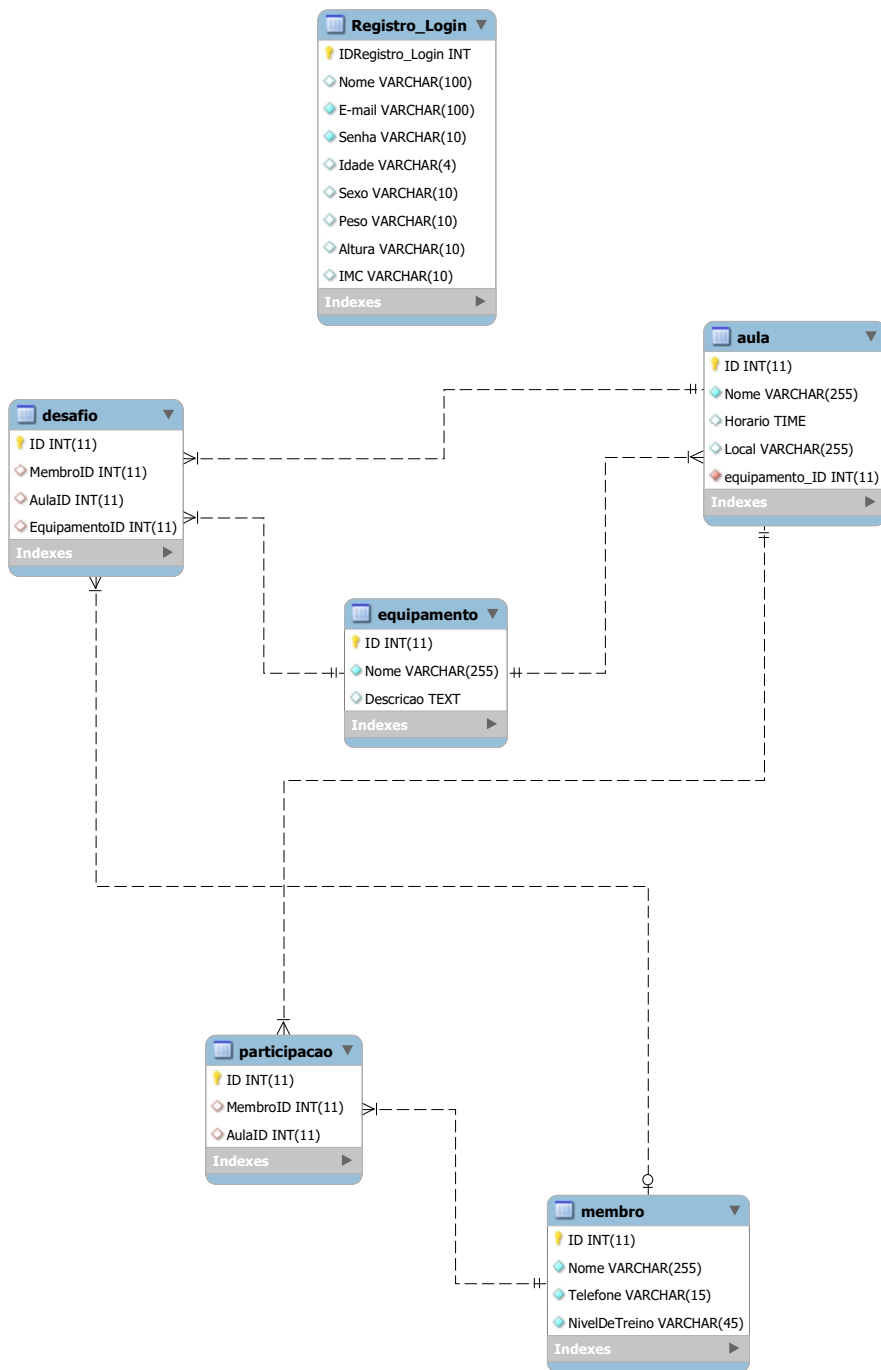 Registro_Login
IDRegistro_Login INT
Nome VARCHAR(100)
E-mail VARCHAR(100)
Senha VARCHAR(10)
Idade VARCHAR(4)
Sexo VARCHAR(10)
Peso VARCHAR(10)
Altura VARCHAR(10)
IMC VARCHAR(10)
Indexes
aula
ID INT(11)
Nome VARCHAR(255)
Horario TIME
Local VARCHAR(255)
equipamento_ID INT(11)
Indexes
desafio
ID INT(11)
MembroID INT(11)
AulaID INT(11)
EquipamentoID INT(11)
Indexes
equipamento
ID INT(11)
Nome VARCHAR(255)
Descricao TEXT
Indexes
participacao
ID INT(11)
MembroID INT(11)
AulaID INT(11)
Indexes
membro
ID INT(11)
Nome VARCHAR(255)
Telefone VARCHAR(15)
NivelDeTreino VARCHAR(45)
Indexes